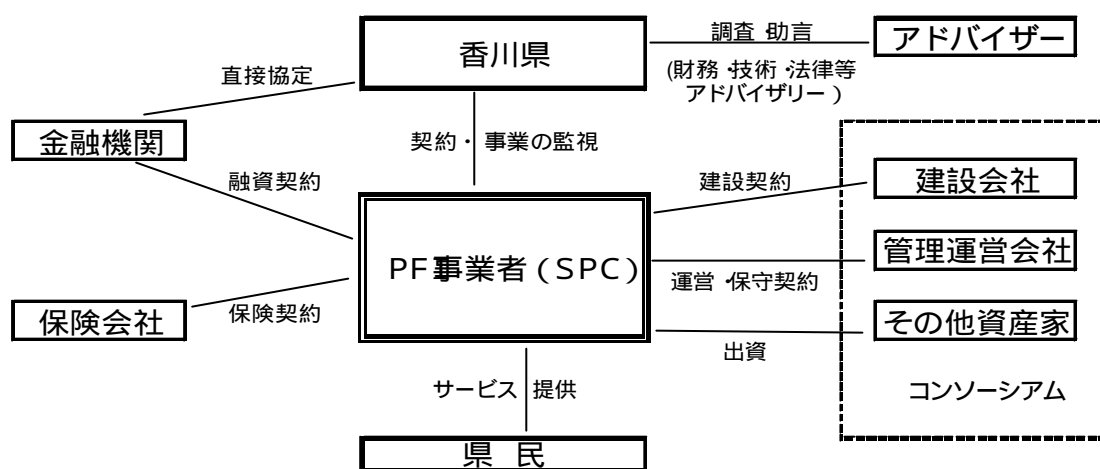 香川県
調査・助言
(財務・技術・法律等
アドバイザリー)
アドバイザー
直接協定
金融機関
契約・事業の監視
融資契約
建設契約
建設会社
PF事業者(SPC)
管理運営会社
運営・保守契約
保険会社
保険契約
その他資産家
出資
コンソーシアム
サービス提供
県 民